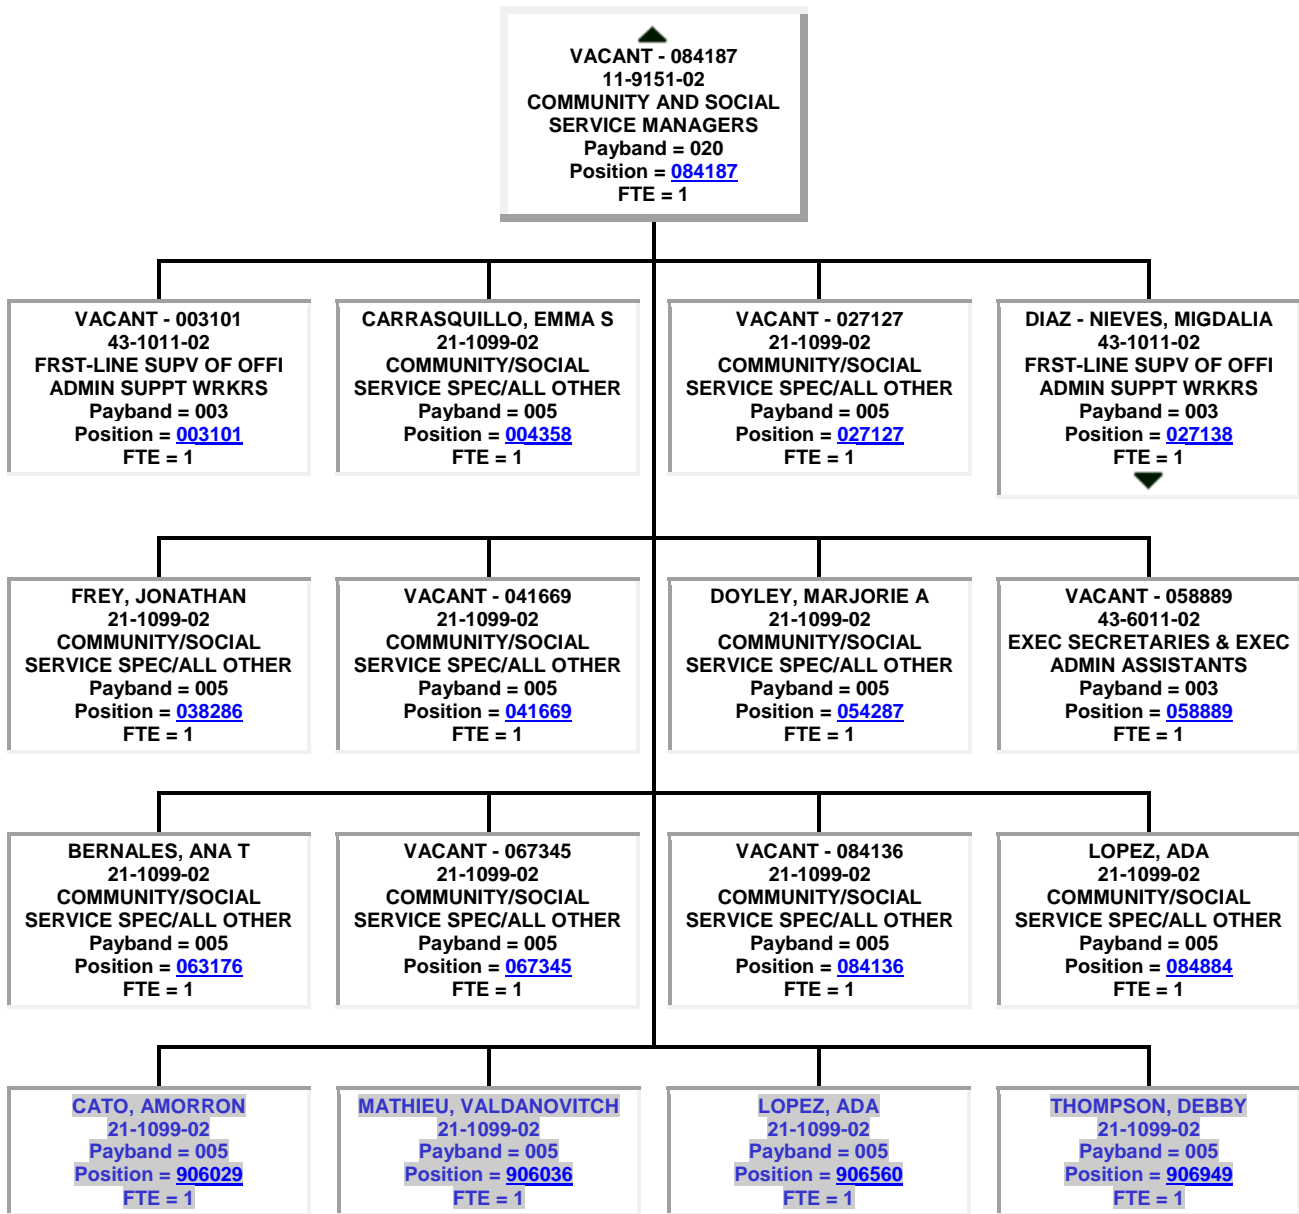 VACANT - 084187
11-9151-02
COMMUNITY AND SOCIAL
SERVICE MANAGERS
Payband = 020
Position = 084187
FTE = 1
VACANT - 003101
43-1011-02
FRST-LINE SUPV OF OFFI
ADMIN SUPPT WRKRS
Payband = 003
Position = 003101
FTE = 1
CARRASQUILLO, EMMA S
21-1099-02
COMMUNITY/SOCIAL
SERVICE SPEC/ALL OTHER
Payband = 005
Position = 004358
FTE = 1
VACANT - 027127
21-1099-02
COMMUNITY/SOCIAL
SERVICE SPEC/ALL OTHER
Payband = 005
Position = 027127
FTE = 1
DIAZ - NIEVES, MIGDALIA
43-1011-02
FRST-LINE SUPV OF OFFI
ADMIN SUPPT WRKRS
Payband = 003
Position = 027138
FTE = 1
FREY, JONATHAN
21-1099-02
COMMUNITY/SOCIAL
SERVICE SPEC/ALL OTHER
Payband = 005
Position = 038286
FTE = 1
VACANT - 041669
21-1099-02
COMMUNITY/SOCIAL
SERVICE SPEC/ALL OTHER
Payband = 005
Position = 041669
FTE = 1
DOYLEY, MARJORIE A
21-1099-02
COMMUNITY/SOCIAL
SERVICE SPEC/ALL OTHER
Payband = 005
Position = 054287
FTE = 1
VACANT - 058889
43-6011-02
EXEC SECRETARIES & EXEC
ADMIN ASSISTANTS
Payband = 003
Position = 058889
FTE = 1
BERNALES, ANA T
21-1099-02
COMMUNITY/SOCIAL
SERVICE SPEC/ALL OTHER
Payband = 005
Position = 063176
FTE = 1
VACANT - 067345
21-1099-02
COMMUNITY/SOCIAL
SERVICE SPEC/ALL OTHER
Payband = 005
Position = 067345
FTE = 1
VACANT - 084136
21-1099-02
COMMUNITY/SOCIAL
SERVICE SPEC/ALL OTHER
Payband = 005
Position = 084136
FTE = 1
LOPEZ, ADA
21-1099-02
COMMUNITY/SOCIAL
SERVICE SPEC/ALL OTHER
Payband = 005
Position = 084884
FTE = 1
CATO, AMORRON
21-1099-02
Payband = 005
Position = 906029
FTE = 1
MATHIEU, VALDANOVITCH
21-1099-02
Payband = 005
Position = 906036
FTE = 1
LOPEZ, ADA
21-1099-02
Payband = 005
Position = 906560
FTE = 1
THOMPSON, DEBBY
21-1099-02
Payband = 005
Position = 906949
FTE = 1